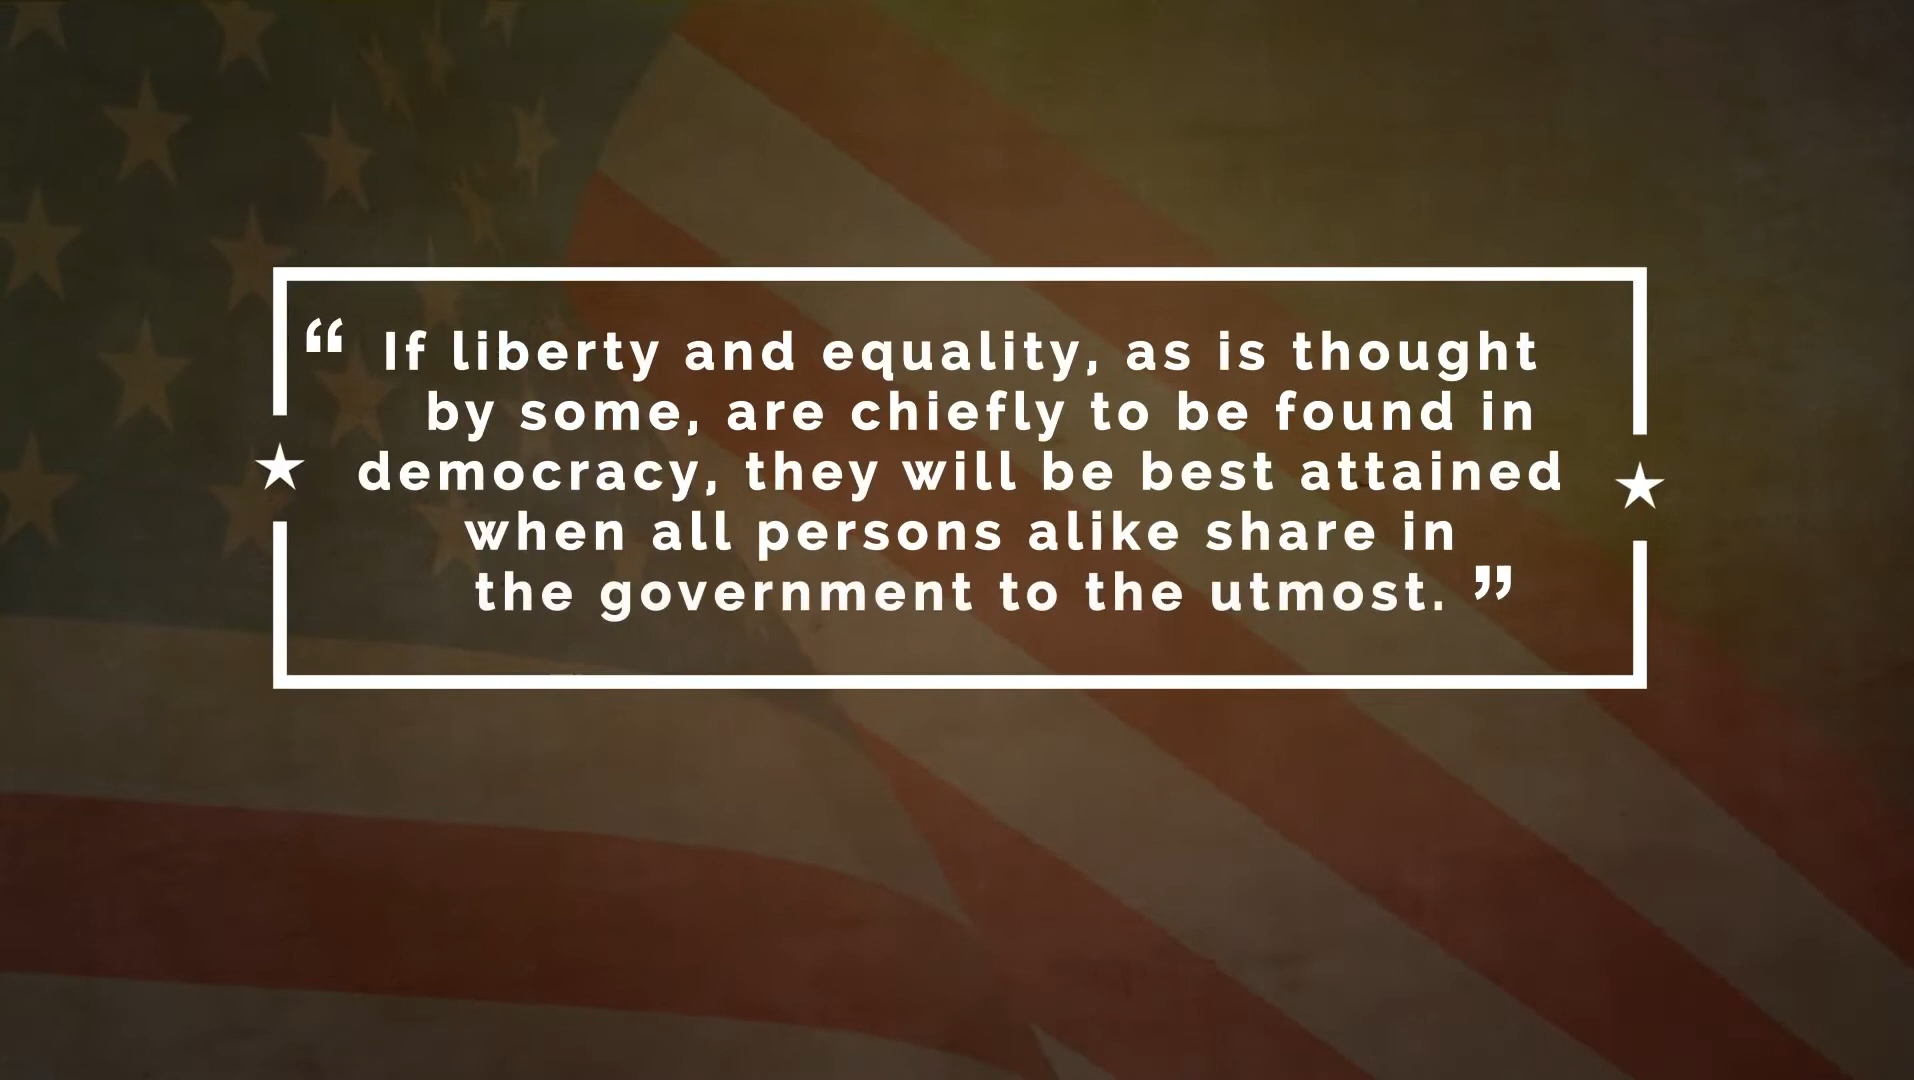 “ If liberty and equality, as is thought
by some, are chiefly to be found in
democracy, they will be best attained
when all persons alike share in
the government to the utmost. ”